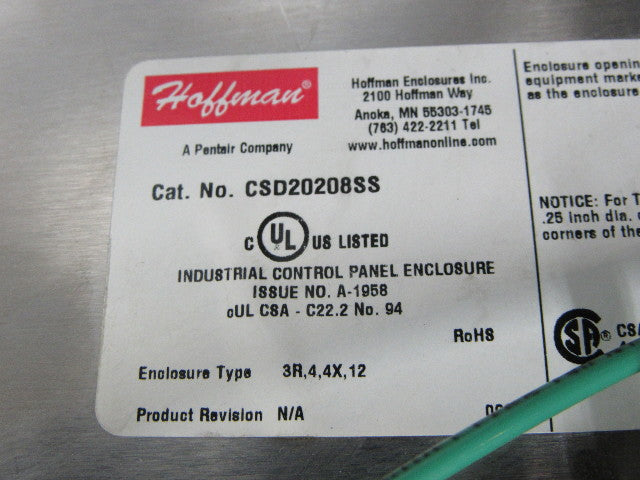 Hoffman®
A Pentair Company
Hoffman Enclosures Inc.
2100 Hoffman Way
Anoka, MN 55303-1745
(763) 422-2211 Tel
www.hoffmanonline.com
Cat. No. CSD20208SS
C UL US LISTED
INDUSTRIAL CONTROL PANEL ENCLOSURE
ISSUE NO. A-1958
cUL CSA - C22.2 No. 94
RoHS
Enclosure Type 3R,4,4X,12
Product Revision N/A
Enclosure opening
equipment marke
as the enclosure
NOTICE: For T
.25 inch dia.
corners of the
SA® CSA